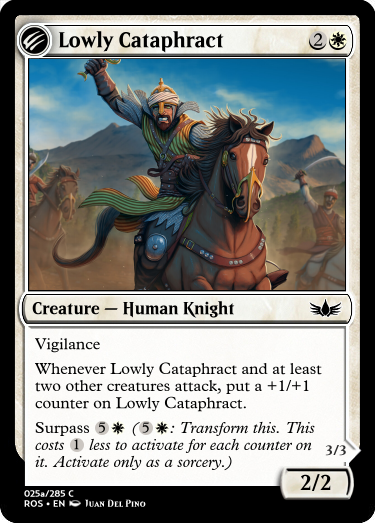 Lowly Cataphract 2
Creature — Human Knight
Vigilance
Whenever Lowly Cataphract and at least
two other creatures attack, put a +1/+1
counter on Lowly Cataphract.
Surpass 5 (5: Transform this. This
costs 1 less to activate for each counter on
it. Activate only as a sorcery.)
3/3
2/2
025a/285 C
ROS • EN Juan Del Pino